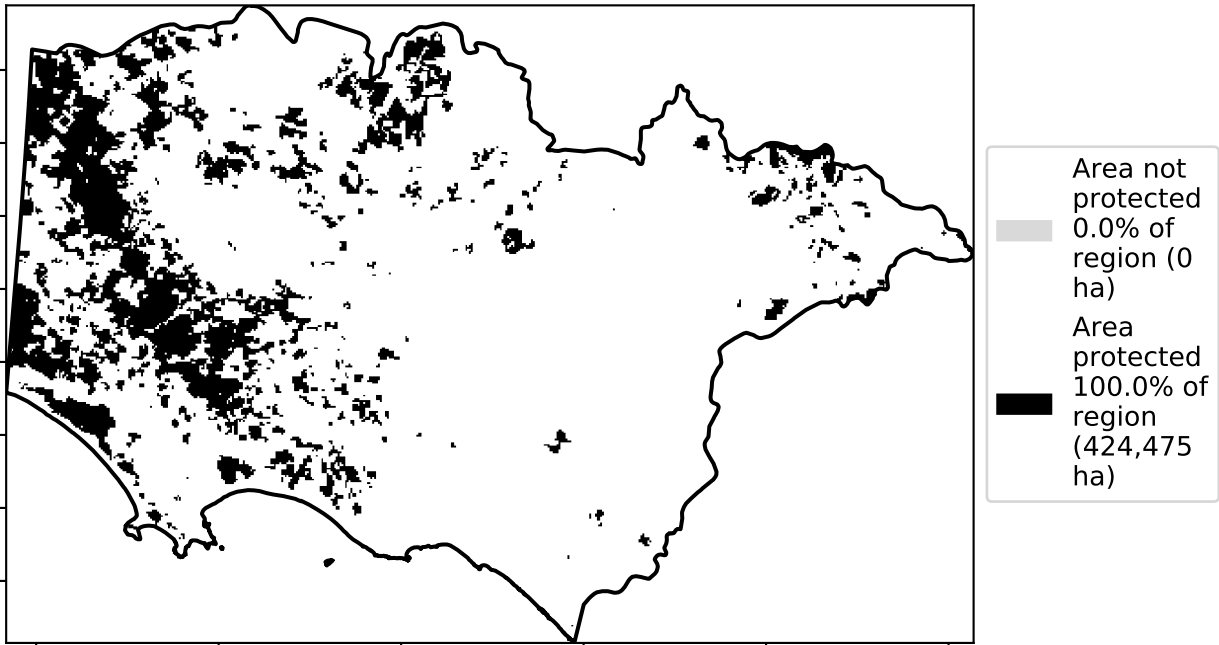 Area not
protected
0.0% of
region (0
ha)
Area
protected
100.0% of
region
(424,475
ha)